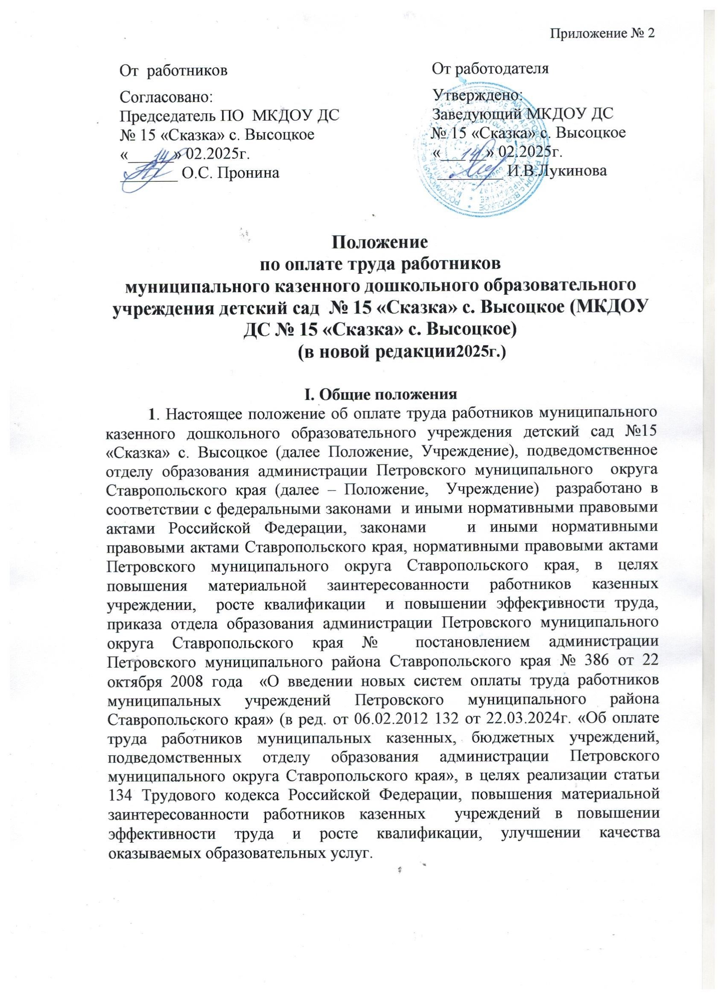 Приложение № 2
От работников
От работодателя
Согласовано:
Утверждено:
Председатель ПО МКДОУ ДС
Заведующий МКДОУ ДС
№ 15 «Сказка» с. Высоцкое
№ 15 «Сказка» с. Высоцкое
«__14__» 02.2025г.
«__14__» 02.2025г.
_______ О.С. Пронина
________ И.В.Лукинова
Положение
по оплате труда работников
муниципального казенного дошкольного образовательного
учреждения детский сад № 15 «Сказка» с. Высоцкое (МКДОУ
ДС № 15 «Сказка» с. Высоцкое)
(в новой редакции2025г.)
I. Общие положения
1. Настоящее положение об оплате труда работников муниципального
казенного дошкольного образовательного учреждения детский сад №15
«Сказка» с. Высоцкое (далее Положение, Учреждение), подведомственное
отделу образования администрации Петровского муниципального округа
Ставропольского края (далее – Положение, Учреждение) разработано в
соответствии с федеральными законами и иными нормативными правовыми
актами Российской Федерации, законами и иными нормативными
правовыми актами Ставропольского края, нормативными правовыми актами
Петровского муниципального округа Ставропольского края, в целях
повышения материальной заинтересованности работников казенных
учреждении, росте квалификации и повышении эффективности труда,
приказа отдела образования администрации Петровского муниципального
округа Ставропольского края № постановлением администрации
Петровского муниципального района Ставропольского края № 386 от 22
октября 2008 года «О введении новых систем оплаты труда работников
муниципальных учреждений Петровского муниципального района
Ставропольского края» (в ред. от 06.02.2012 132 от 22.03.2024г. «Об оплате
труда работников муниципальных казенных, бюджетных учреждений,
подведомственных отделу образования администрации Петровского
муниципального округа Ставропольского края», в целях реализации статьи
134 Трудового кодекса Российской Федерации, повышения материальной
заинтересованности работников казенных учреждений в повышении
эффективности труда и росте квалификации, улучшении качества
оказываемых образовательных услуг.